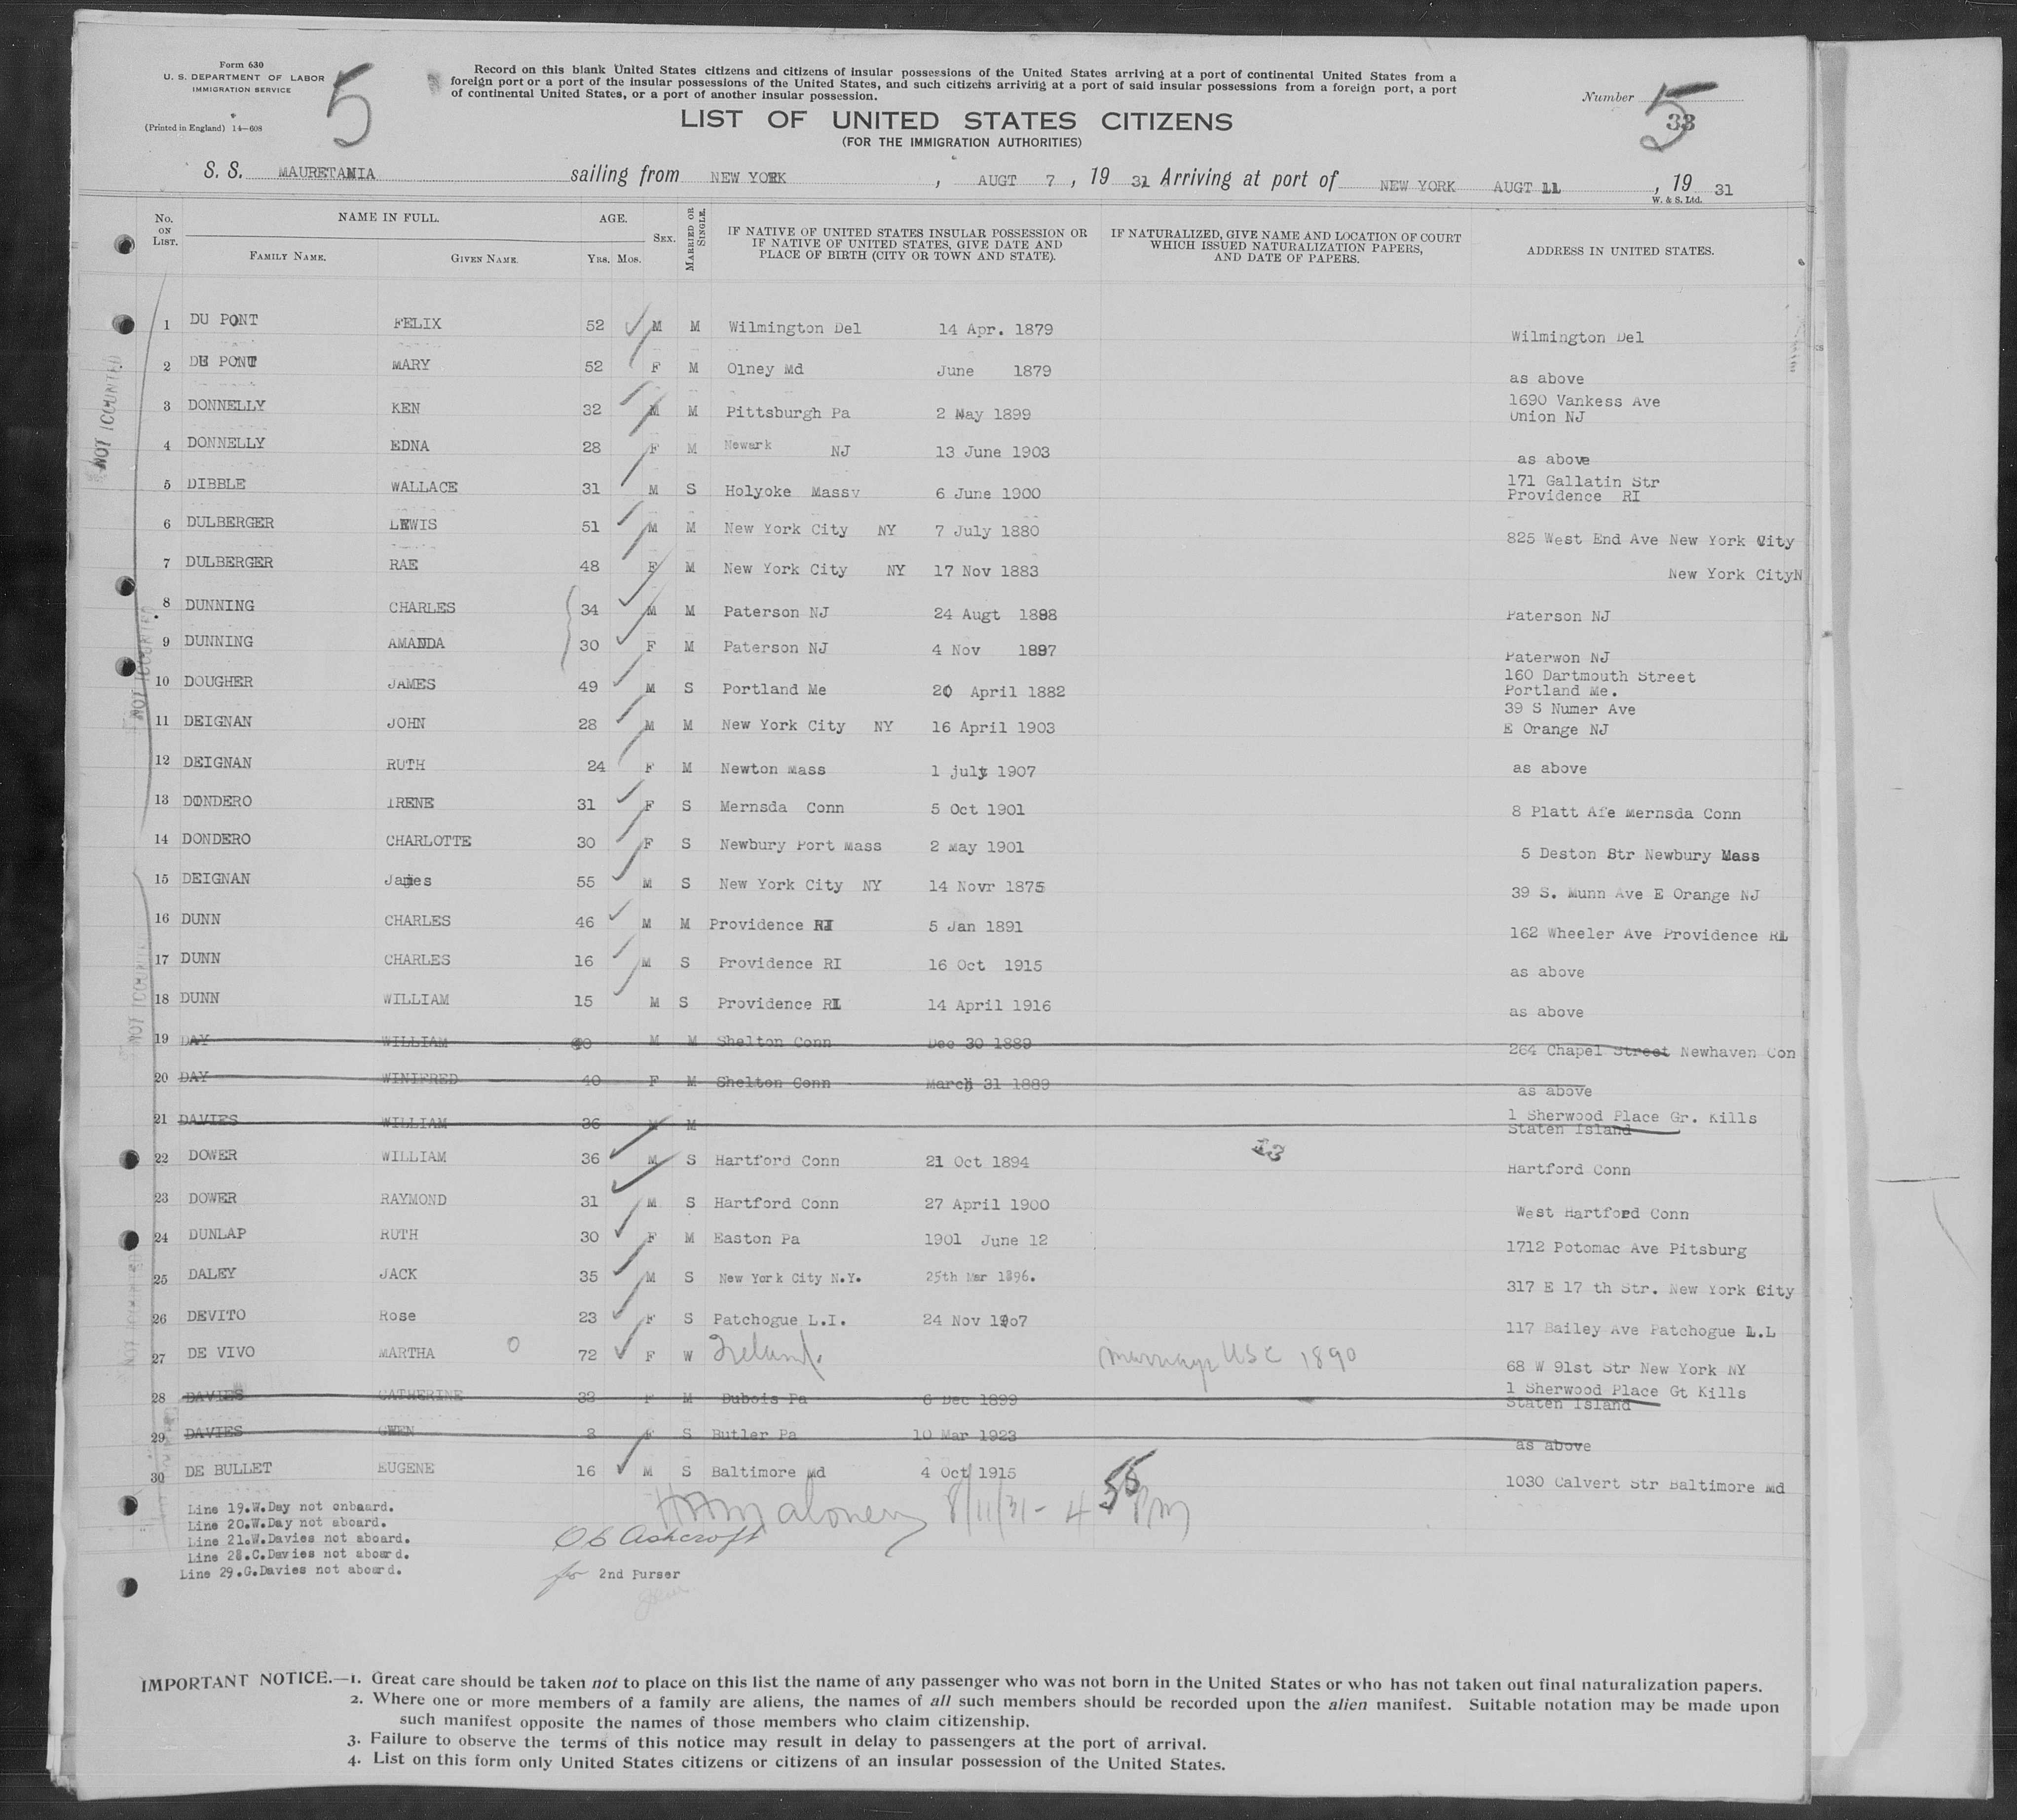 Form 630
U. S. DEPARTMENT OF LABOR
IMMIGRATION SERVICE
(Printed in England) 14—608
5
Record on this blank United States citizens and citizens of insular possessions of the United States arriving at a port of continental United States from a
foreign port or a port of the insular possessions of the United States, and such citizens arriving at a port of said insular possessions from a foreign port, a port
of continental United States, or a port of another insular possession.
Number 5
33
LIST OF UNITED STATES CITIZENS
(FOR THE IMMIGRATION AUTHORITIES)
S. S. MAURETANIA sailing from NEW YORK , AUGT 7 , 19 31 Arriving at port of NEW YORK AUGT 11 , 19 31
W. & S. Ltd.
No. ON LIST. NAME IN FULL. FAMILY NAME. GIVEN NAME. AGE. YRS. MOS. SEX. MARRIED OR SINGLE. IF NATIVE OF UNITED STATES INSULAR POSSESSION OR IF NATIVE OF UNITED STATES, GIVE DATE AND PLACE OF BIRTH (CITY OR TOWN AND STATE). IF NATURALIZED, GIVE NAME AND LOCATION OF COURT WHICH ISSUED NATURALIZATION PAPERS, AND DATE OF PAPERS. ADDRESS IN UNITED STATES.
1 DU PONT FELIX 52 M M Wilmington Del 14 Apr. 1879 Wilmington Del
2 DE PONT MARY 52 F M Olney Md June 1879 as above
3 DONNELLY KEN 32 M M Pittsburgh Pa 2 May 1899 1690 Vankess Ave
Union NJ
4 DONNELLY EDNA 28 F M Newark NJ 13 June 1903 as above
5 DIBBLE WALLACE 31 M S Holyoke Massv 6 June 1900 171 Gallatin Str
Providence RI
6 DULBERGER LEWIS 51 M M New York City NY 7 July 1880 825 West End Ave New York City
7 DULBERGER RAE 48 F M New York City NY 17 Nov 1883 New York CityN
8 DUNNING CHARLES 34 M M Paterson NJ 24 Augt 1898 Paterson NJ
9 DUNNING AMANDA 30 F M Paterson NJ 4 Nov 1897 Paterwon NJ
10 DOUGHER JAMES 49 M S Portland Me 20 April 1882 160 Dartmouth Street
Portland Me.
11 DEIGNAN JOHN 28 M M New York City NY 16 April 1903 39 S Numer Ave
E Orange NJ
12 DEIGNAN RUTH 24 F M Newton Mass 1 july 1907 as above
13 DONDERO IRENE 31 F S Mernsda Conn 5 Oct 1901 8 Platt Afe Mernsda Conn
14 DONDERO CHARLOTTE 30 F S Newbury Port Mass 2 May 1901 5 Deston Str Newbury Mass
15 DEIGNAN James 55 M S New York City NY 14 Novr 1875 39 S. Munn Ave E Orange NJ
16 DUNN CHARLES 46 M M Providence RI 5 Jan 1891 162 Wheeler Ave Providence RI
17 DUNN CHARLES 16 M S Providence RI 16 Oct 1915 as above
18 DUNN WILLIAM 15 M S Providence RI 14 April 1916 as above
19 DAY WILLIAM 40 M M Shelton Conn Dec 30 1889 264 Chapel Street Newhaven Con
20 DAY WINIFRED 40 F M Shelton Conn March 31 1889 as above
21 DAVIES WILLIAM 36 M M 1 Sherwood Place Gr. Kills
Staten Island
22 DOWER WILLIAM 36 M S Hartford Conn 21 Oct 1894 Hartford Conn
23 DOWER RAYMOND 31 M S Hartford Conn 27 April 1900 West Hartford Conn
24 DUNLAP RUTH 30 F M Easton Pa 1901 June 12 1712 Potomac Ave Pitsburg
25 DALEY JACK 35 M S New York City N.Y. 25th Mar 1896. 317 E 17 th Str. New York City
26 DEVITO Rose 23 F S Patchogue L.I. 24 Nov 1907 117 Bailey Ave Patchogue L.L
27 DE VIVO MARTHA 72 F W Ireland. marriage USC 1890 68 W 91st Str New York NY
28 DAVIES CATHERINE 32 F M Dubois Pa 6 Dec 1899 1 Sherwood Place Gt Kills
Staten Island
29 DAVIES GWEN 8 F S Butler Pa 10 Mar 1923 as above
30 DE BULLET EUGENE 16 M S Baltimore Md 4 Oct 1915 1030 Calvert Str Baltimore Md
Line 19.W.Day not onbaard.
Line 20.W.Day not aboard.
Line 21.W.Davies not aboard.
Line 28.C.Davies not aboard.
Line 29.G.Davies not aboard.
Maloney 8/11/31- 4 55 PM
Ashcroft
for 2nd Purser
IMPORTANT NOTICE.—1. Great care should be taken not to place on this list the name of any passenger who was not born in the United States or who has not taken out final naturalization papers.
2. Where one or more members of a family are aliens, the names of all such members should be recorded upon the alien manifest. Suitable notation may be made upon
such manifest opposite the names of those members who claim citizenship.
3. Failure to observe the terms of this notice may result in delay to passengers at the port of arrival.
4. List on this form only United States citizens or citizens of an insular possession of the United States.